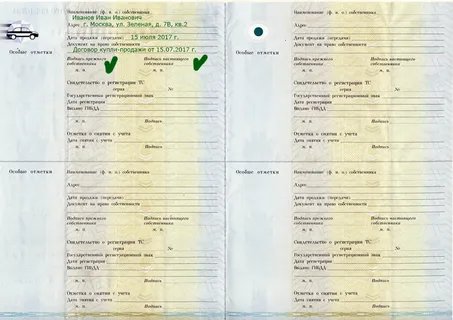 Наименование (ф. и. о.) собственника
Иванов Иван Иванович
Адрес г. Москва, ул. Зеленая, д. 7В, кв.2
Дата продажи (передачи) 15 июля 2017 г.
Документ на право собственности
Договор купли-продажи от 15.07.2017 г.
Подпись прежнего собственника
Подпись настоящего собственника
М. П.
М. П.
Свидетельство о регистрации ТС
серия №
Государственный регистрационный знак
Дата регистрации
Выдано ГИБДД
М. П. Подпись
Отметка о снятии с учета
Дата снятия с учета
М. П. Подпись
Особые отметки
Наименование (ф. и. о.) собственника
Адрес
Дата продажи (передачи)
Документ на право собственности
Подпись прежнего собственника
Подпись настоящего собственника
М. П.
М. П.
Свидетельство о регистрации ТС
серия №
Государственный регистрационный знак
Дата регистрации
Выдано ГИБДД
М. П. Подпись
Отметка о снятии с учета
Дата снятия с учета
М. П. Подпись
Особые отметки
Наименование (ф. и. о.) собственника
Адрес
Дата продажи (передачи)
Документ на право собственности
Подпись прежнего собственника
Подпись настоящего собственника
М. П.
М. П.
Свидетельство о регистрации ТС
серия №
Государственный регистрационный знак
Дата регистрации
Выдано ГИБДД
М. П. Подпись
Отметка о снятии с учета
Дата снятия с учета
М. П. Подпись
Особые отметки
Наименование (ф. и. о.) собственника
Адрес
Дата продажи (передачи)
Документ на право собственности
Подпись прежнего собственника
Подпись настоящего собственника
М. П.
М. П.
Свидетельство о регистрации ТС
серия №
Государственный регистрационный знак
Дата регистрации
Выдано ГИБДД
М. П. Подпись
Отметка о снятии с учета
Дата снятия с учета
М. П. Подпись